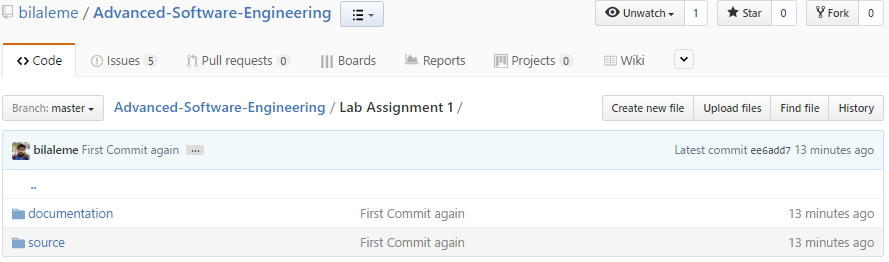 bilaleme / Advanced-Software-Engineering Unwatch 1 Star 0 Fork 0
Code Issues 5 Pull requests 0 Boards Reports Projects 0 Wiki
Branch: master Advanced-Software-Engineering / Lab Assignment 1 / Create new file Upload files Find file History
bilaleme First Commit again ... Latest commit ee6add7 13 minutes ago
..
documentation First Commit again 13 minutes ago
source First Commit again 13 minutes ago